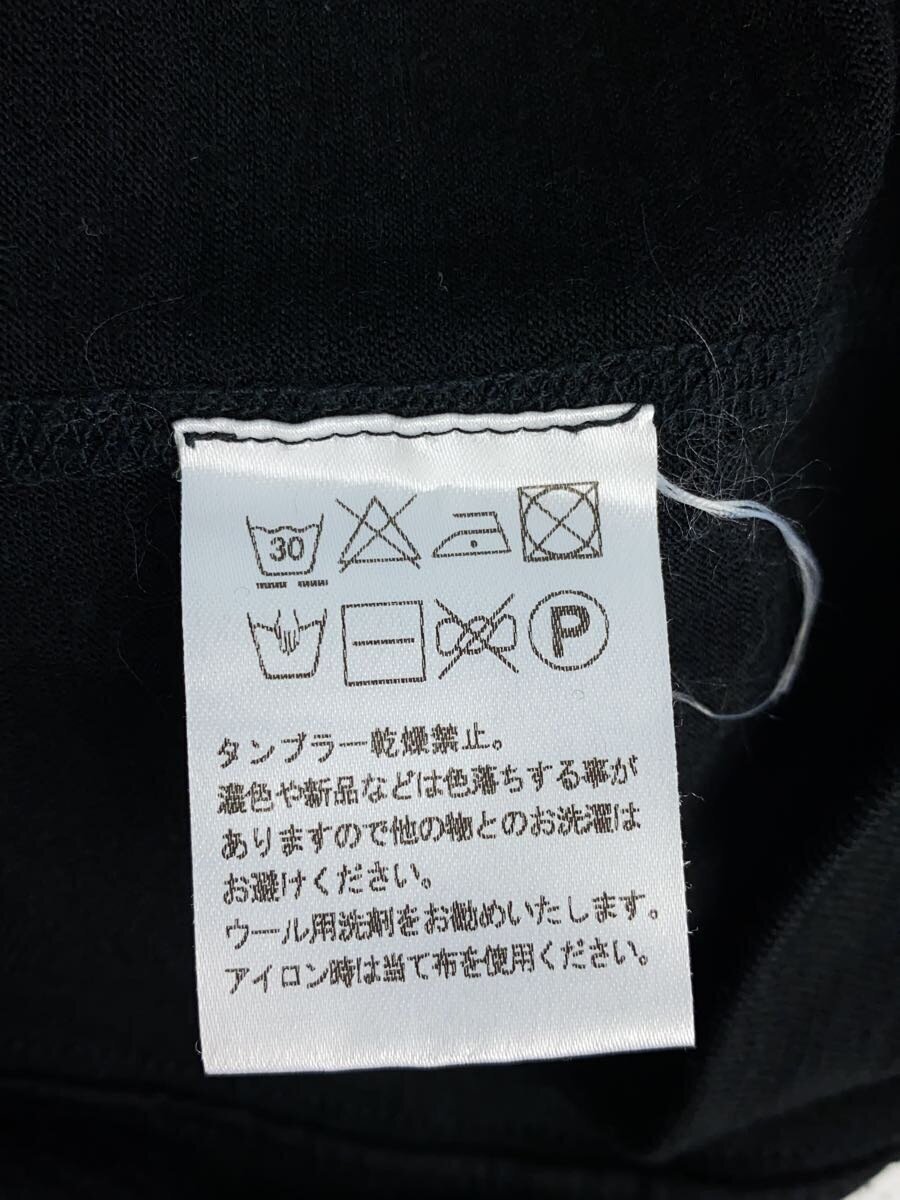 30
P
タンブラー乾燥禁止。
濃色や新品などは色落ちする事が
ありますので他の物とのお洗濯は
お避けください。
ウール用洗剤をお勧めいたします。
アイロン時は当て布を使用ください。